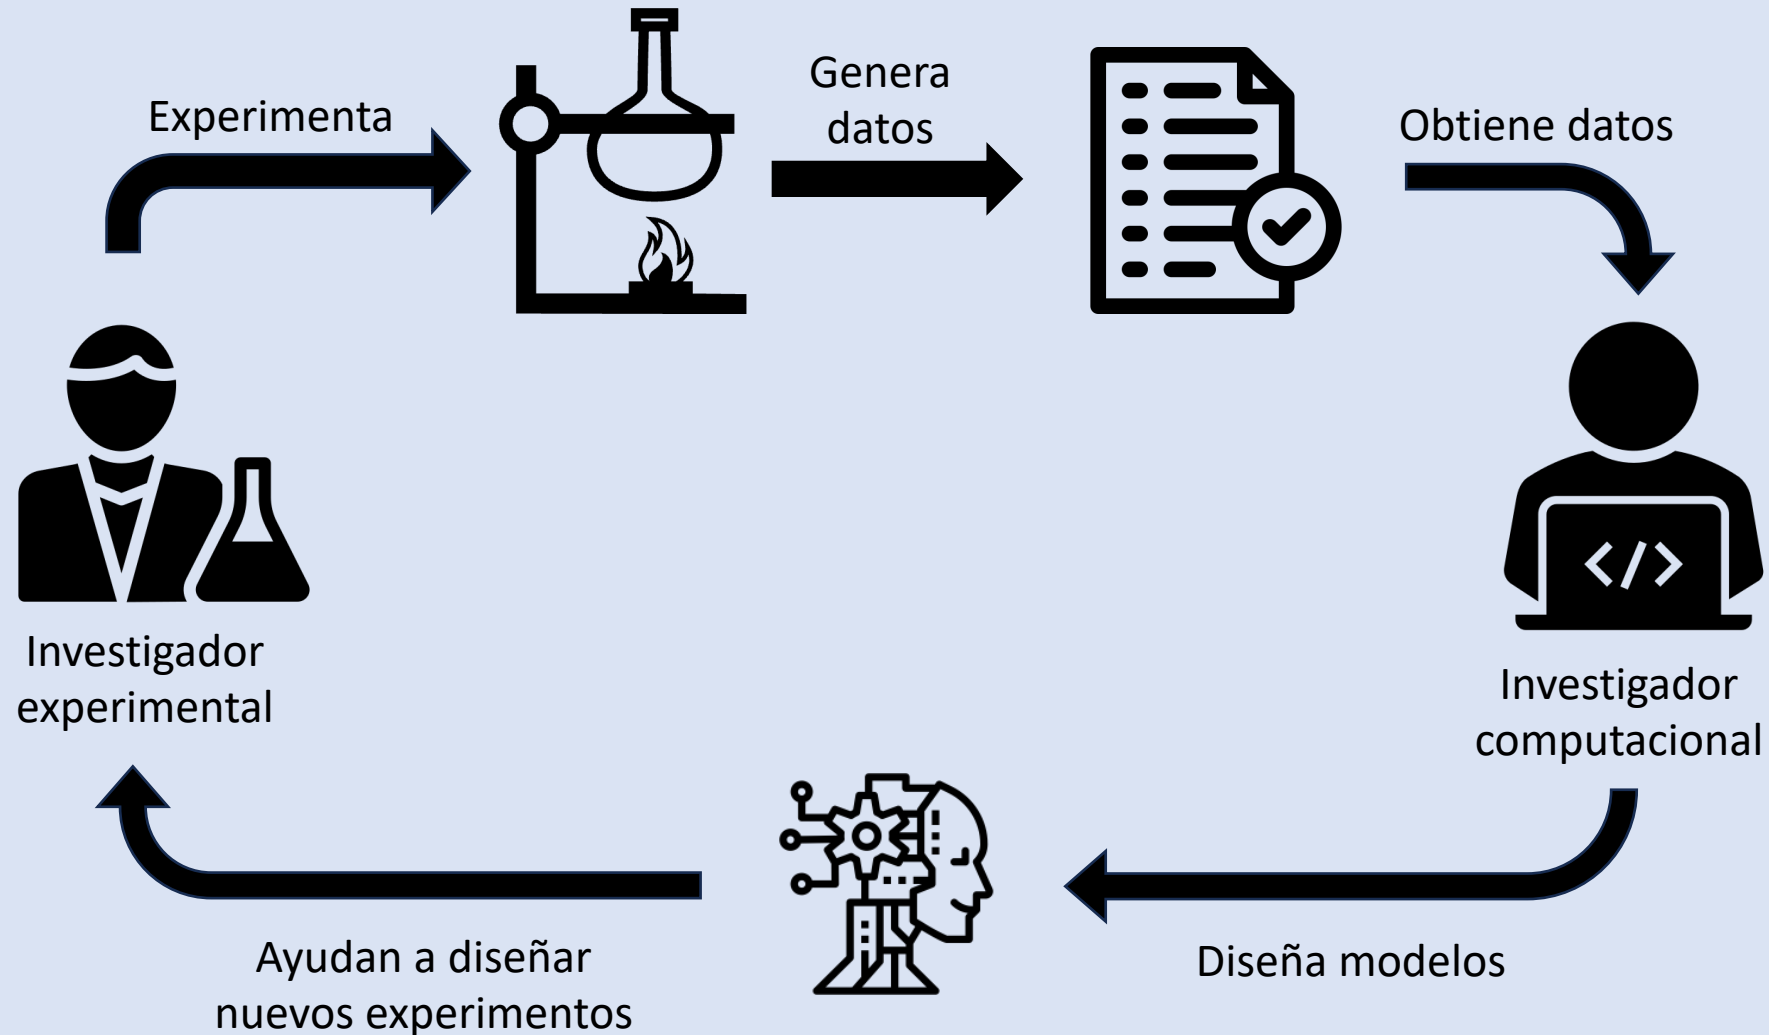 Experimenta
Genera
datos
Obtiene datos
</>
Investigador
experimental
Investigador
computacional
Ayudan a diseñar
nuevos experimentos
Diseña modelos